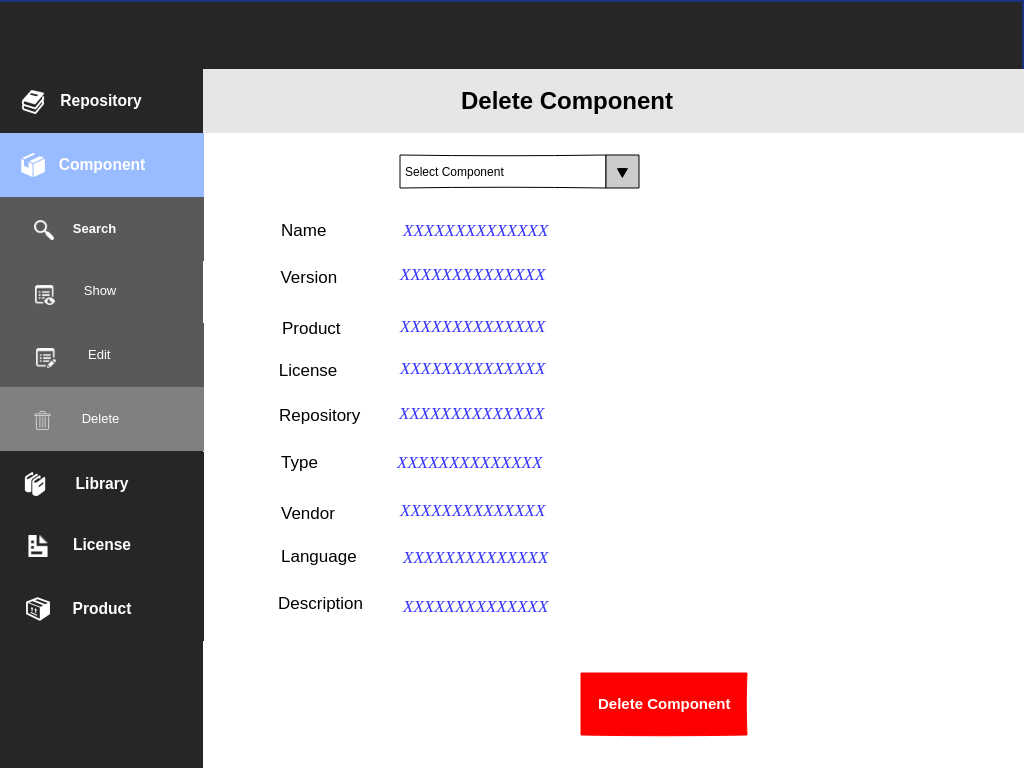 Repository
Component
Search
Show
Edit
Delete
Library
License
Product
Delete Component
Select Component
Name XXXXXXXXXXXXXX
Version XXXXXXXXXXXXXX
Product XXXXXXXXXXXXXX
License XXXXXXXXXXXXXX
Repository XXXXXXXXXXXXXX
Type XXXXXXXXXXXXXX
Vendor XXXXXXXXXXXXXX
Language XXXXXXXXXXXXXX
Description XXXXXXXXXXXXXX
Delete Component